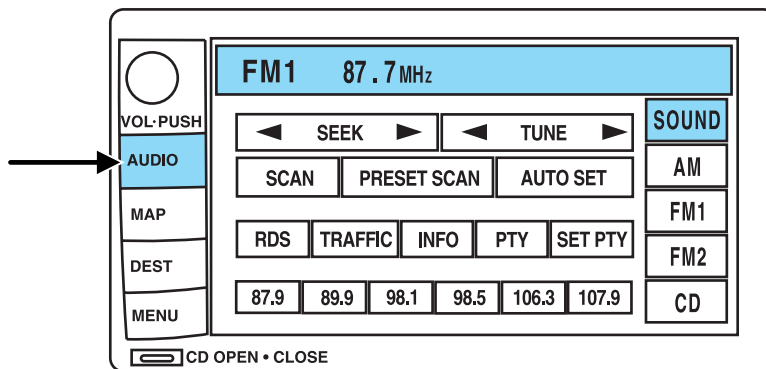 FM1 87.7 MHz
VOL·PUSH
AUDIO
MAP
DEST
MENU
◄ SEEK ► ◄ TUNE ►
SCAN PRESET SCAN AUTO SET
RDS TRAFFIC INFO PTY SET PTY
87.9 89.9 98.1 98.5 106.3 107.9
SOUND
AM
FM1
FM2
CD
CD OPEN • CLOSE